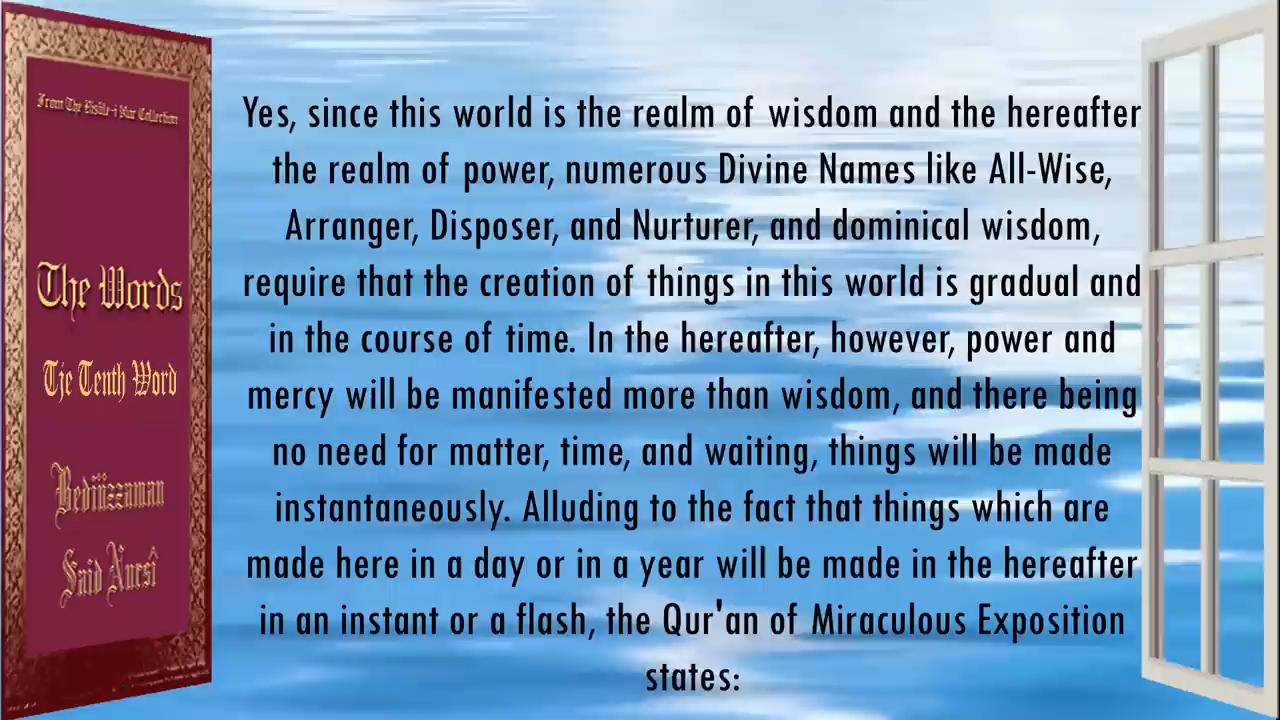 From The Risâle-i Nur Collection
The Words
Tje Tenth Word
Bediüzzaman
Said Nursî
Yes, since this world is the realm of wisdom and the hereafter
the realm of power, numerous Divine Names like All-Wise,
Arranger, Disposer, and Nurturer, and dominical wisdom,
require that the creation of things in this world is gradual and
in the course of time. In the hereafter, however, power and
mercy will be manifested more than wisdom, and there being
no need for matter, time, and waiting, things will be made
instantaneously. Alluding to the fact that things which are
made here in a day or in a year will be made in the hereafter
in an instant or a flash, the Qur'an of Miraculous Exposition
states: